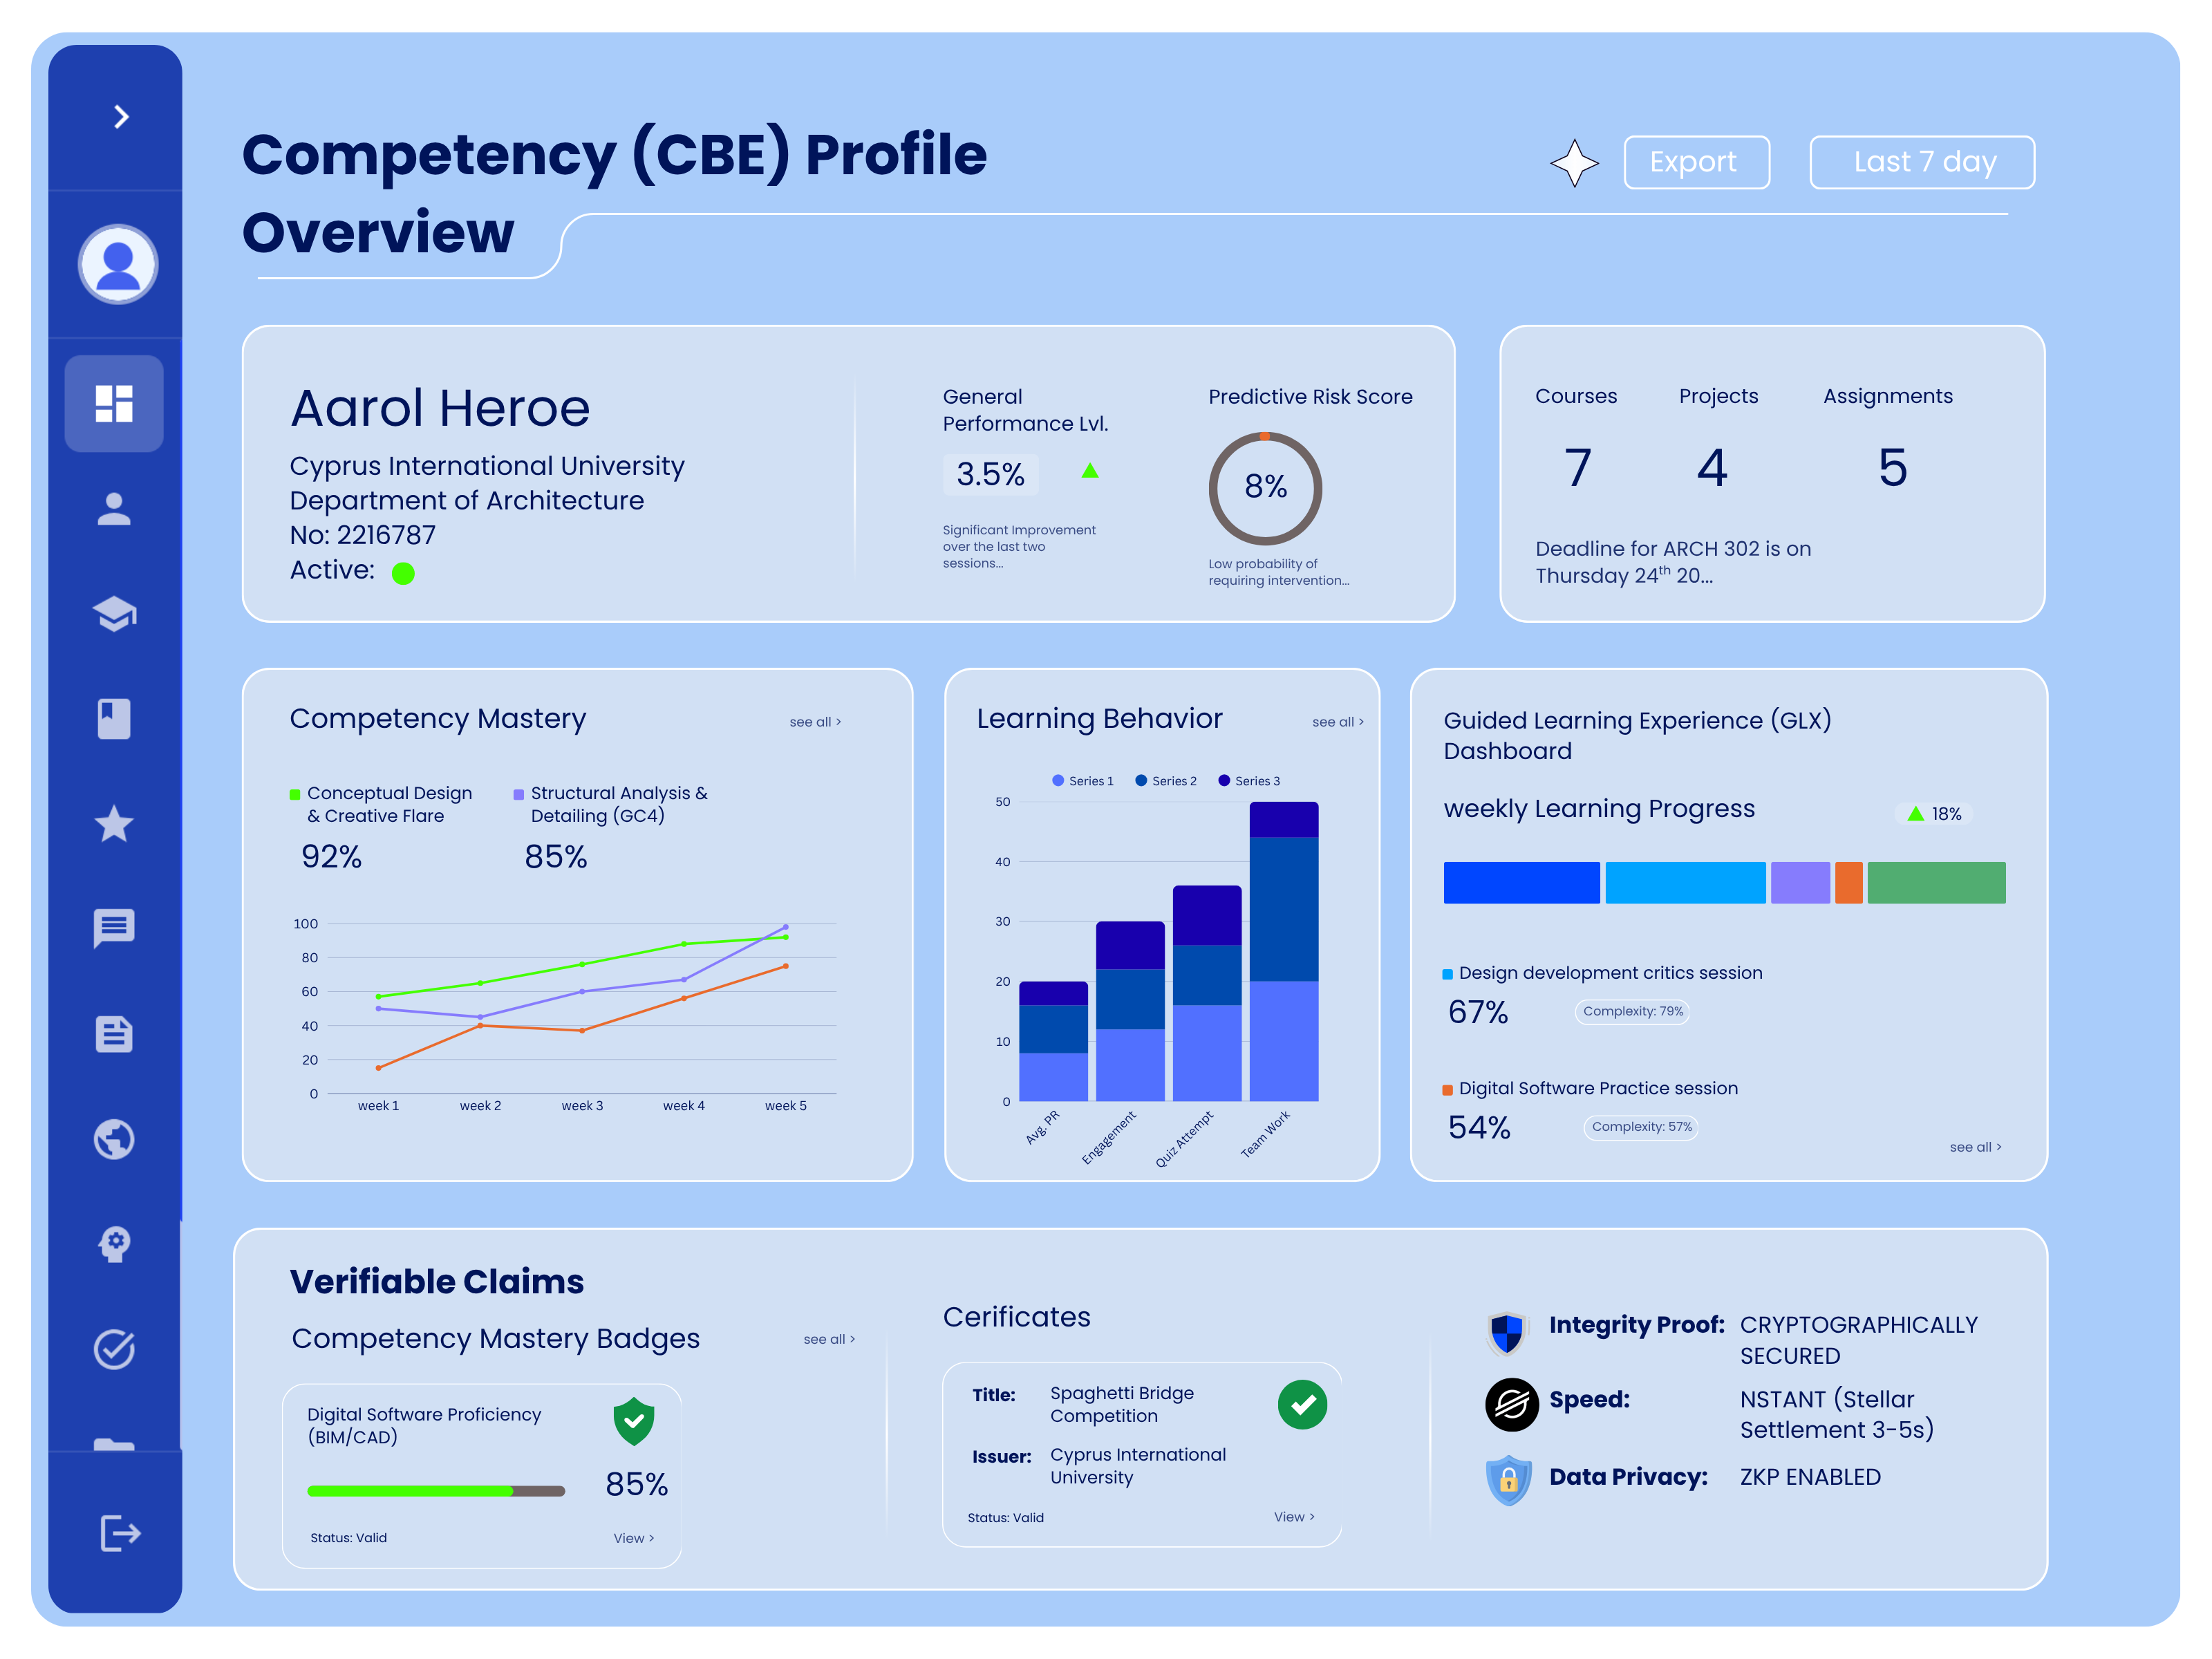 Competency (CBE) Profile
Overview
Export
Last 7 day
Aarol Heroe
Cyprus International University
Department of Architecture
No: 2216787
Active:
General
Performance Lvl.
3.5%
Significant Improvement
over the last two
sessions...
Predictive Risk Score
8%
Low probability of
requiring intervention...
Courses
Projects
Assignments
7
4
5
Deadline for ARCH 302 is on
Thursday 24th 20...
Competency Mastery
see all >
Conceptual Design
& Creative Flare
92%
Structural Analysis &
Detailing (GC4)
85%
100
80
60
40
20
0
week 1
week 2
week 3
week 4
week 5
Learning Behavior
see all >
Series 1
Series 2
Series 3
50
40
30
20
10
0
Avg. PR
Engagement
Quiz Attempt
Team Work
Guided Learning Experience (GLX)
Dashboard
weekly Learning Progress
18%
Design development critics session
67%
Complexity: 79%
Digital Software Practice session
54%
Complexity: 57%
see all >
Verifiable Claims
Competency Mastery Badges
see all >
Digital Software Proficiency
(BIM/CAD)
85%
Status: Valid
View >
Cerificates
Title:
Spaghetti Bridge
Competition
Issuer:
Cyprus International
University
Status: Valid
View >
Integrity Proof:
CRYPTOGRAPHICALLY
SECURED
Speed:
NSTANT (Stellar
Settlement 3-5s)
Data Privacy:
ZKP ENABLED